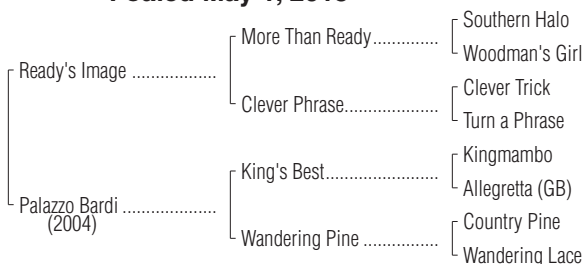 Foaled May 1, 2013
Southern Halo
More Than Ready..............
Woodman's Girl
Ready's Image ..................
Clever Trick
Clever Phrase....................
Turn a Phrase
Kingmambo
King's Best........................
Allegretta (GB)
Palazzo Bardi ....................
(2004)
Country Pine
Wandering Pine ................
Wandering Lace